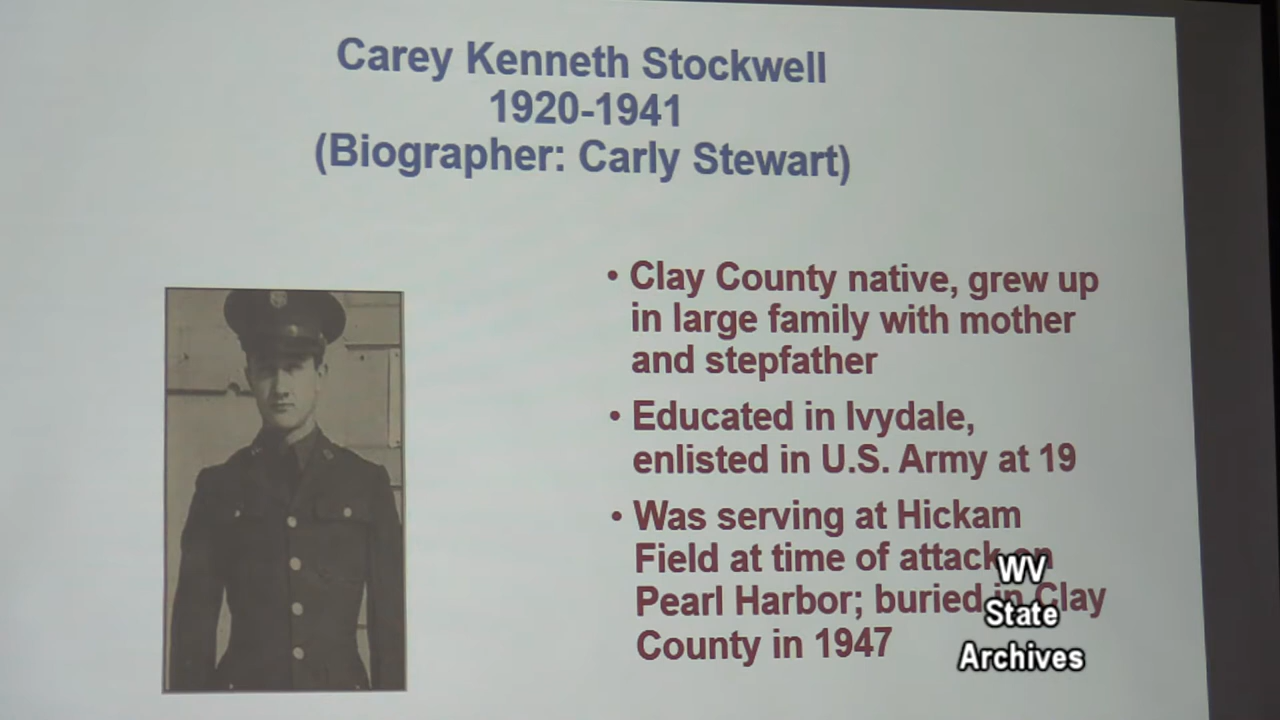 Carey Kenneth Stockwell
1920-1941
(Biographer: Carly Stewart)
• Clay County native, grew up
in large family with mother
and stepfather
• Educated in Ivydale,
enlisted in U.S. Army at 19
• Was serving at Hickam
Field at time of attack on
Pearl Harbor; buried in Clay
County in 1947
WV
State
Archives